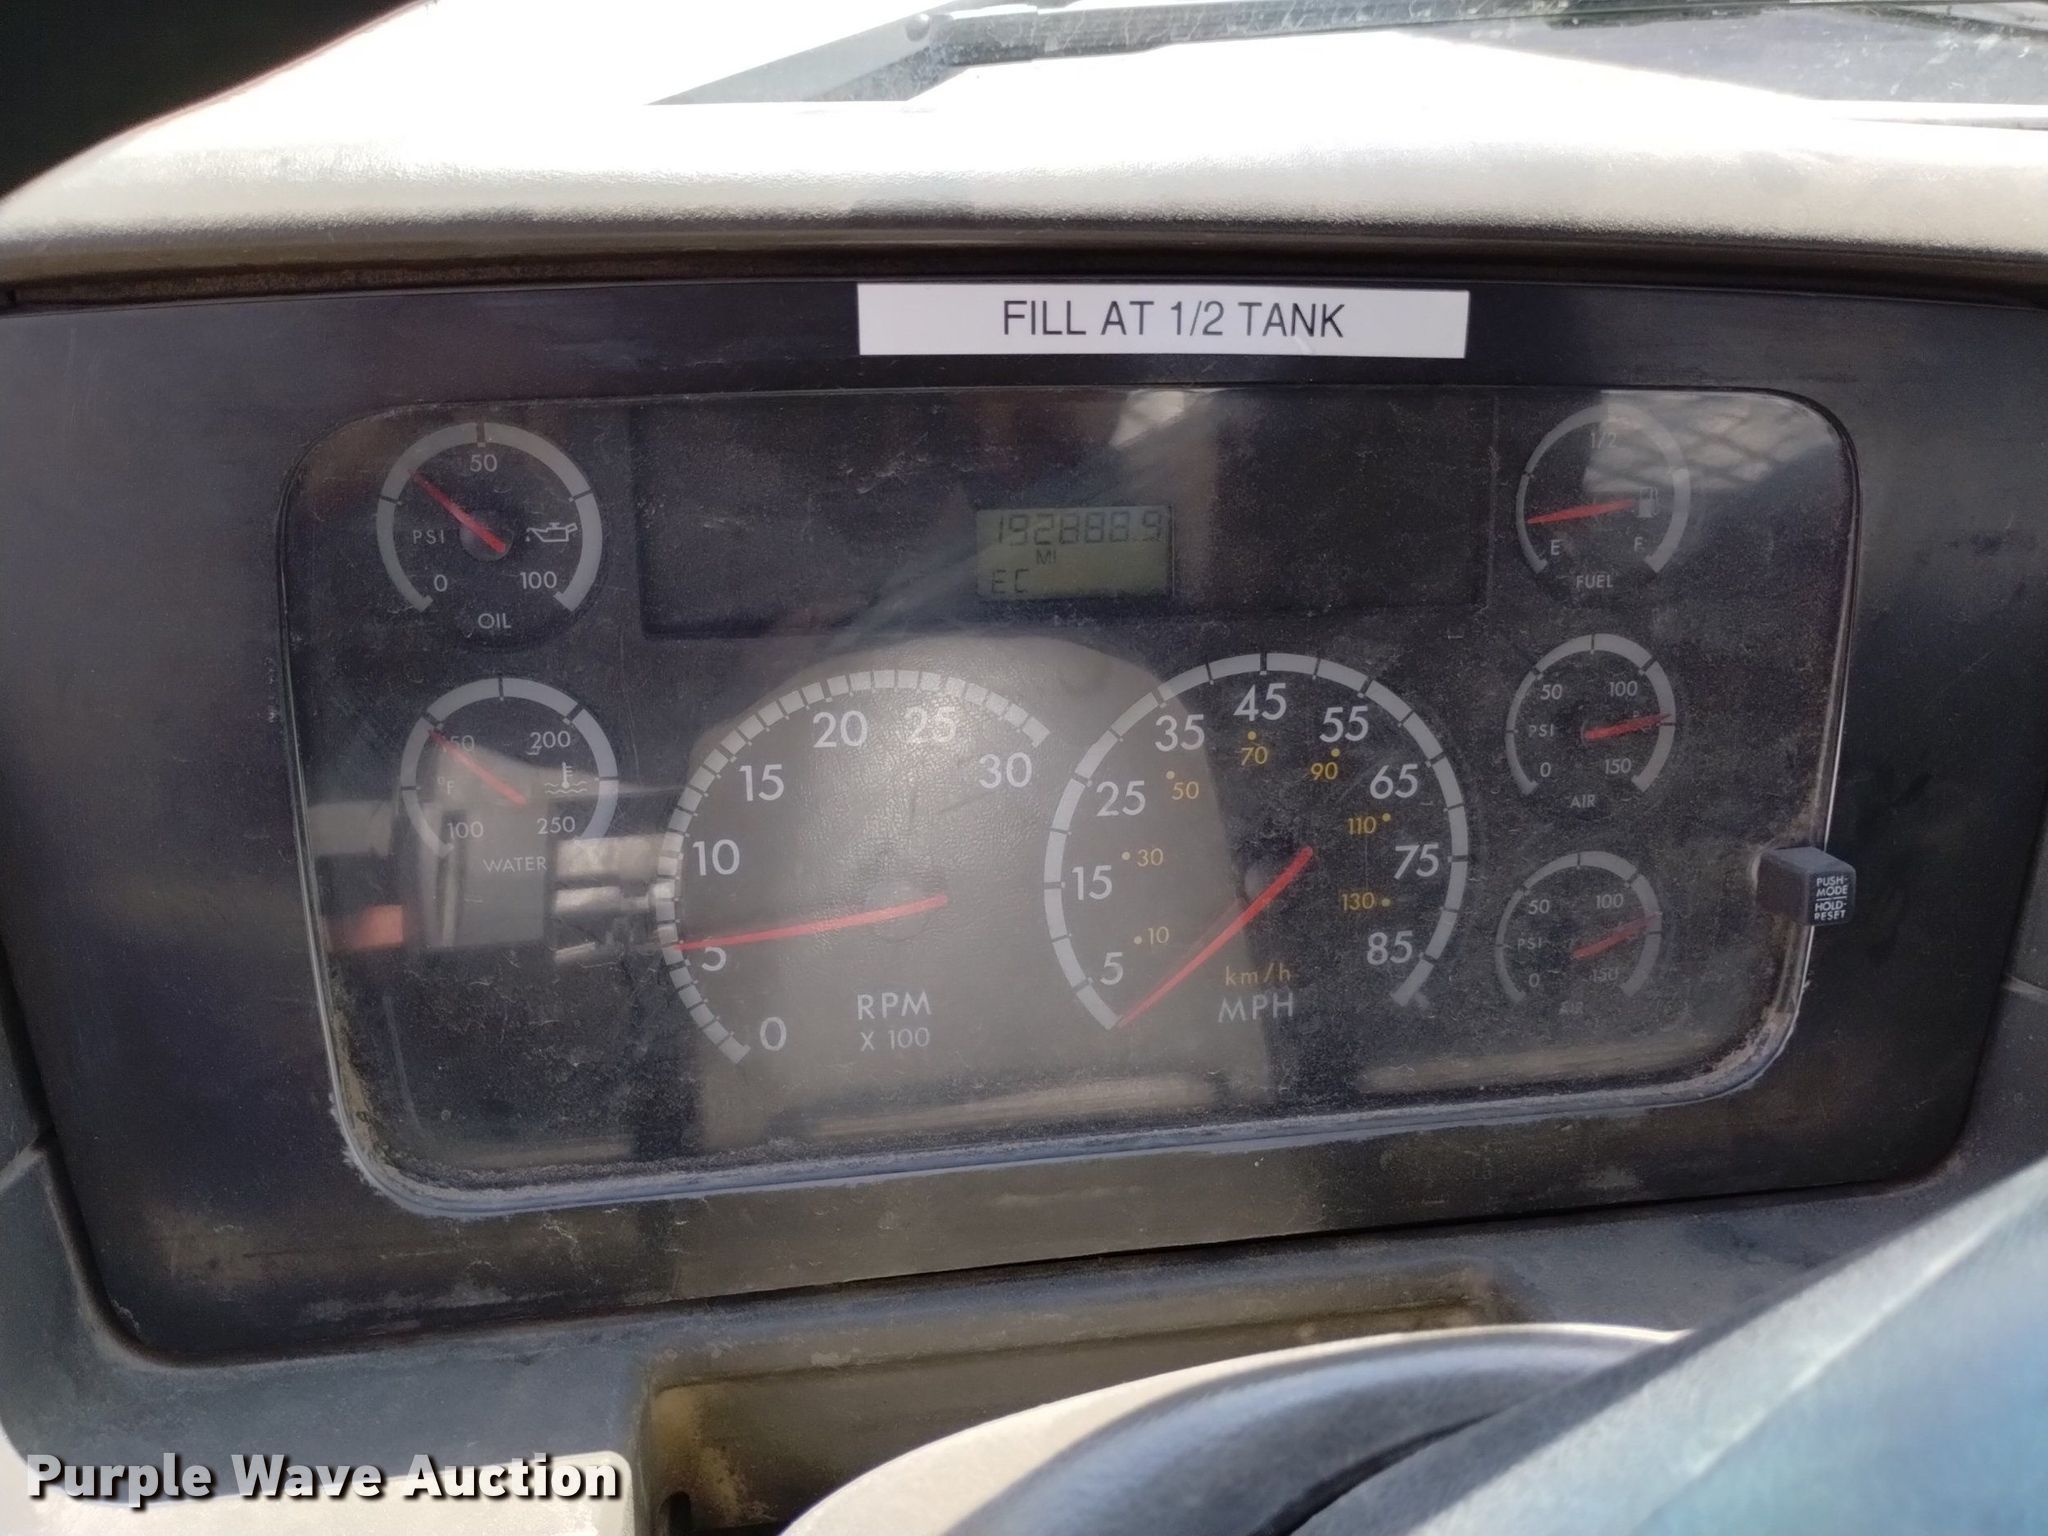 FILL AT 1/2 TANK
50
PSI
0 100
OIL
192888.9
MI
EC
1/2
E F
FUEL
200
°F
100 250
WATER
0 5 10 15 20 25 30
RPM
X 100
5 15 25 35 45 55 65 75 85
10 30 50 70 90 110 130
km/h
MPH
50 100
PSI
0 150
AIR
50 100
PSI
0 150
AIR
PUSH-
MODE
HOLD-
RESET
Purple Wave Auction